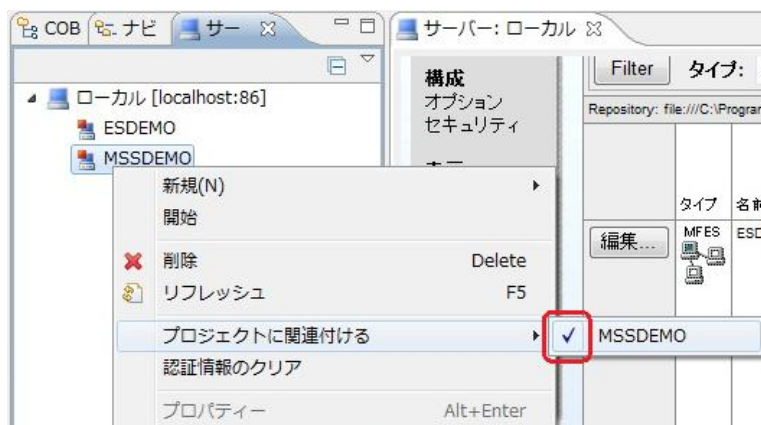 COB ナビ サー
サーバー: ローカル
ローカル [localhost:86]
ESDEMO
MSSDEMO
新規(N)
開始
削除 Delete
リフレッシュ F5
プロジェクトに関連付ける
MSSDEMO
認証情報のクリア
プロパティー Alt+Enter
構成
オプション
セキュリティ
Filter タイプ:
Repository: file:///C:\Progra
タイプ 名前
編集... MFES